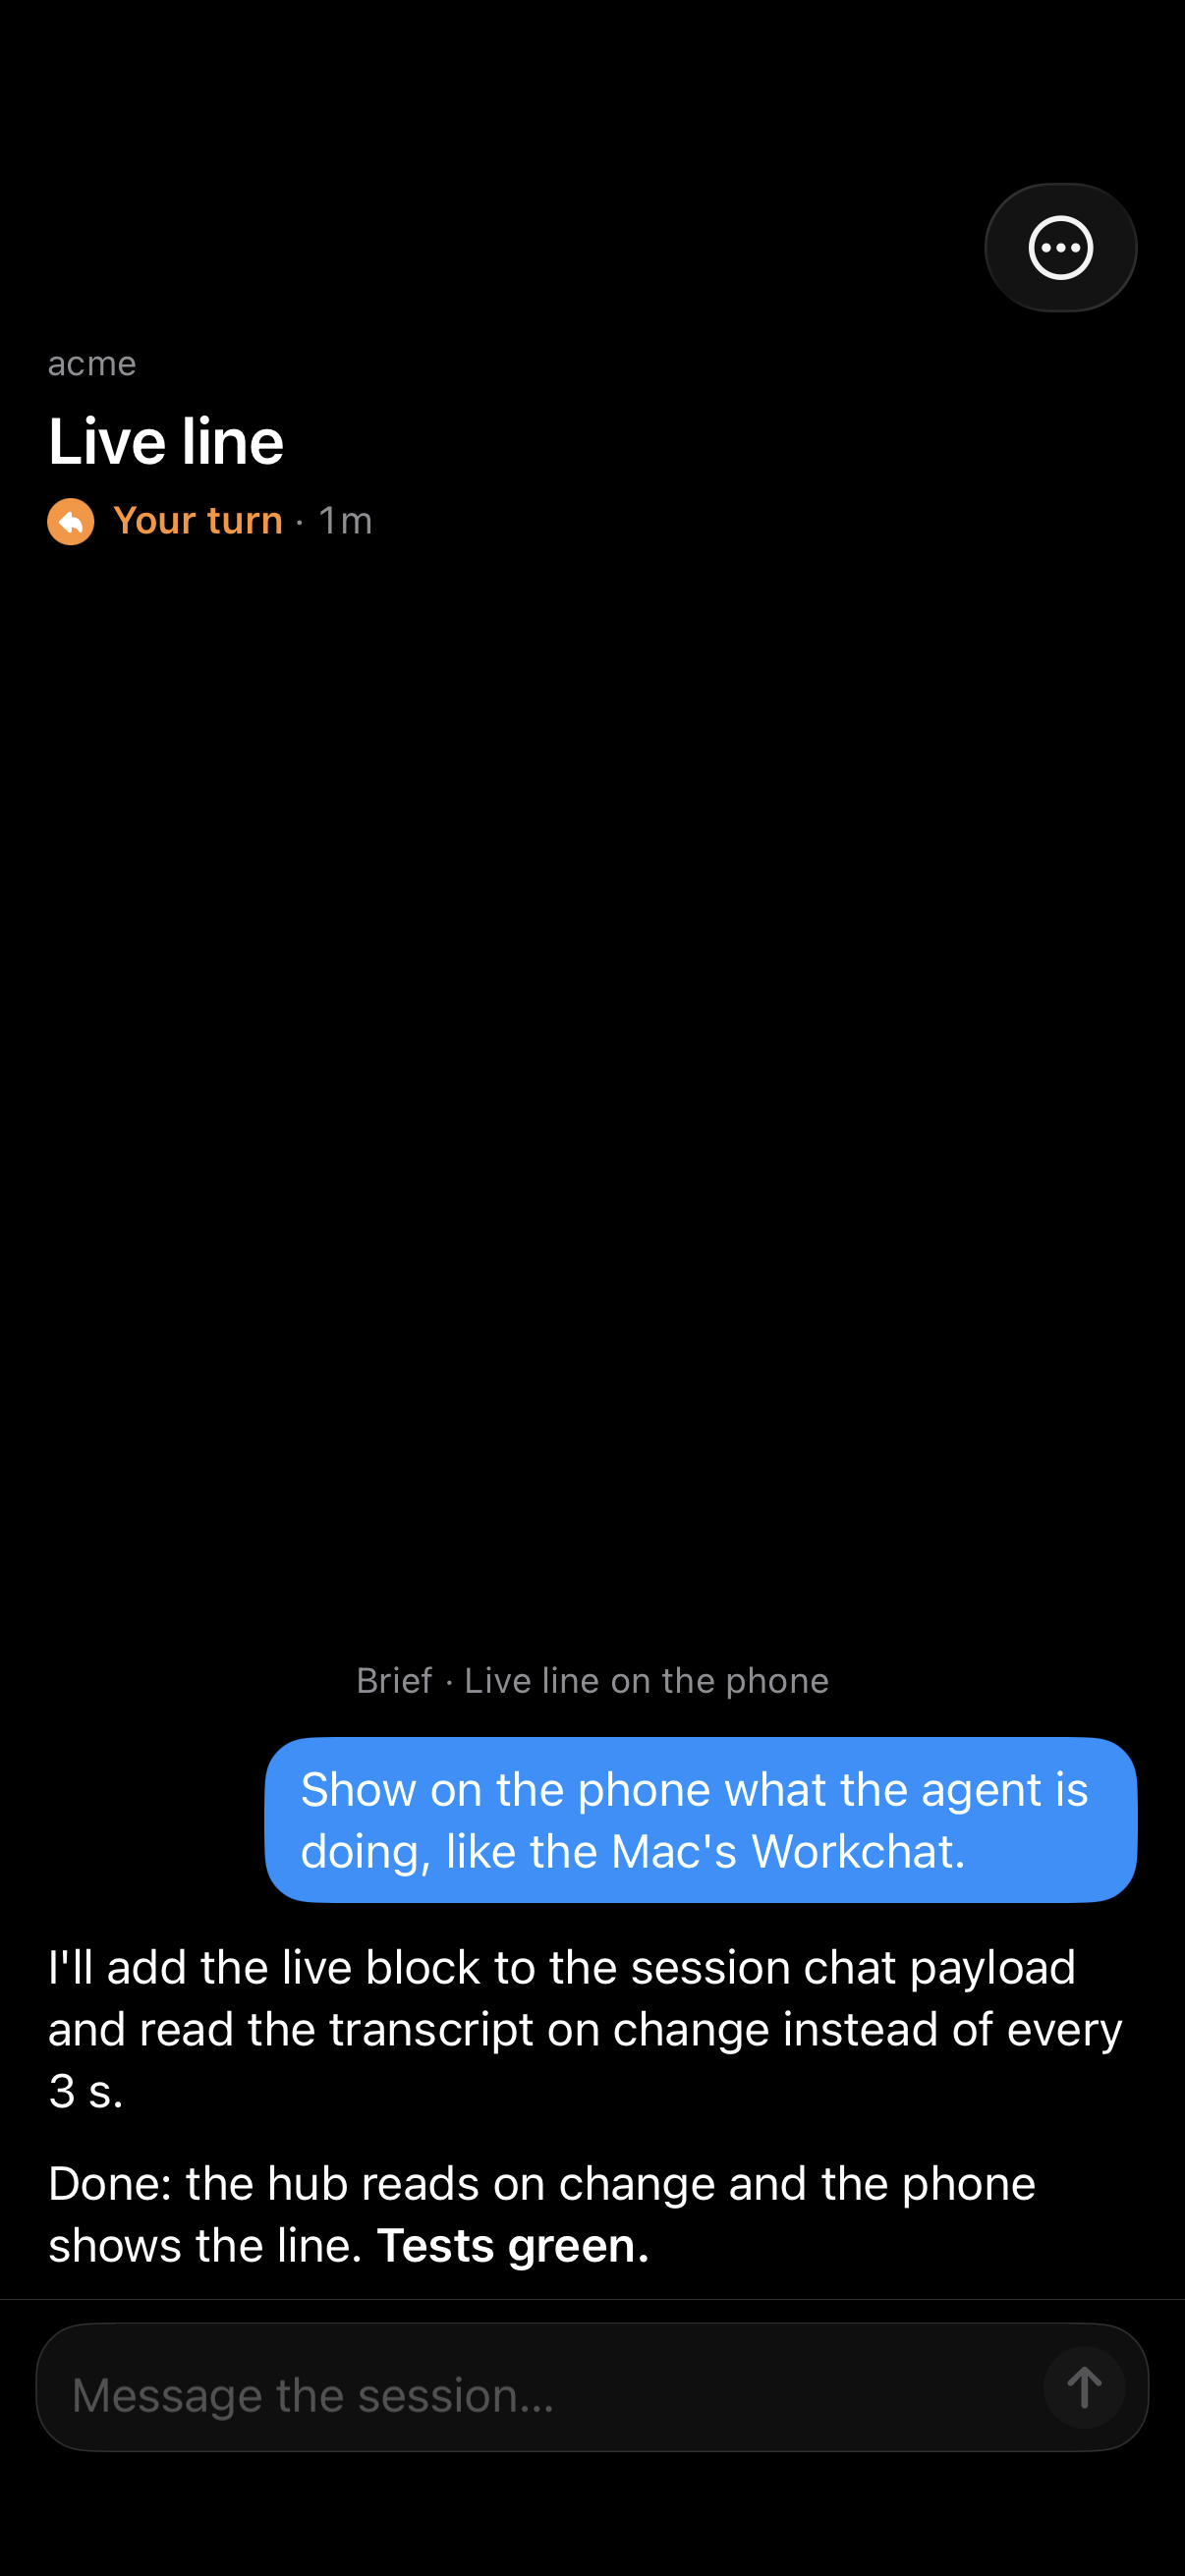 acme
Live line
Your turn · 1m
Brief · Live line on the phone
Show on the phone what the agent is
doing, like the Mac's Workchat.
I'll add the live block to the session chat payload
and read the transcript on change instead of every
3 s.
Done: the hub reads on change and the phone
shows the line. Tests green.
Message the session...